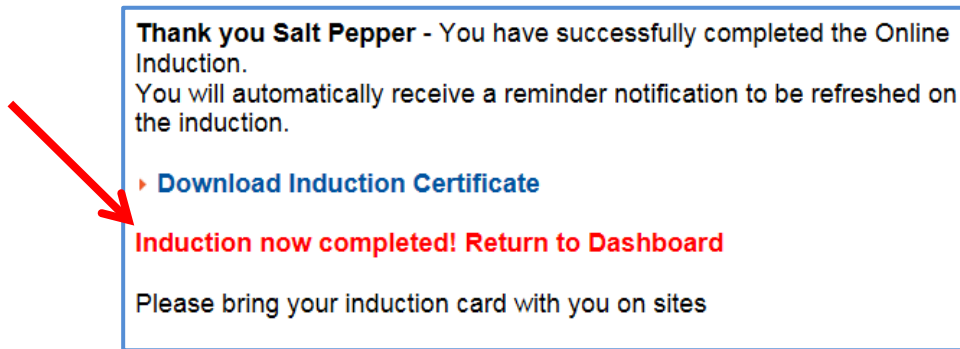 Thank you Salt Pepper - You have successfully completed the Online
Induction.
You will automatically receive a reminder notification to be refreshed on
the induction.
Download Induction Certificate
Induction now completed! Return to Dashboard
Please bring your induction card with you on sites